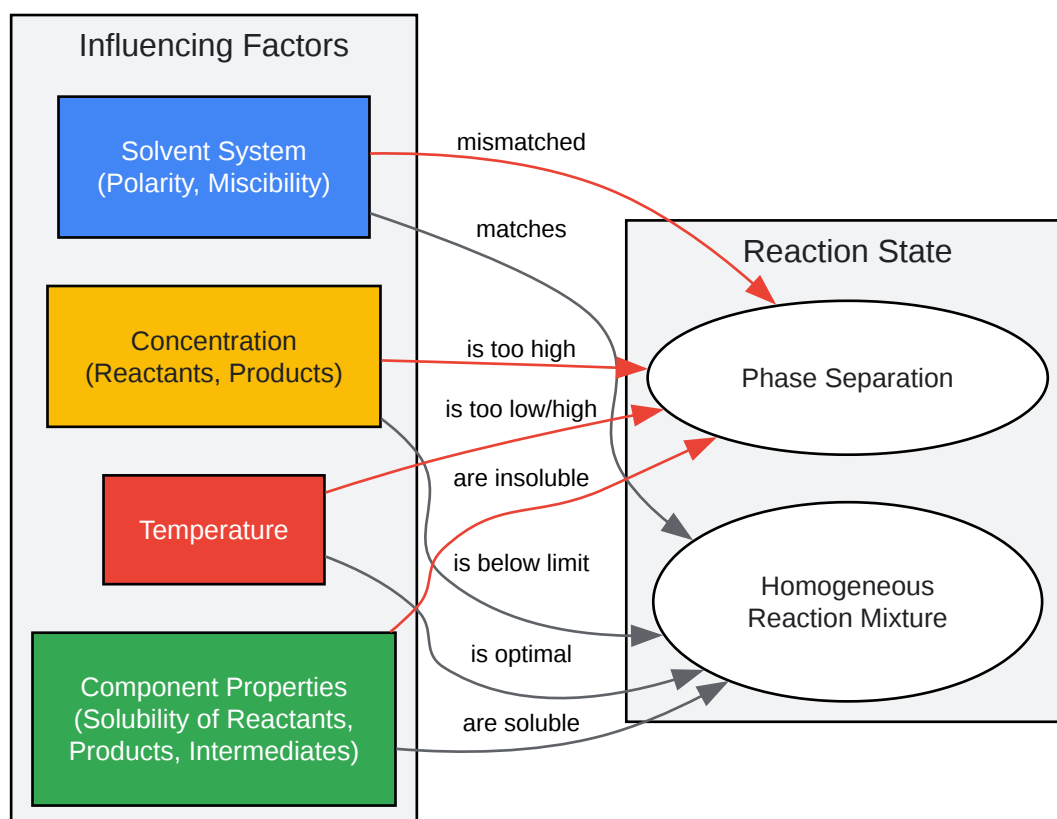 Influencing Factors
Solvent System
(Polarity, Miscibility)
Concentration
(Reactants, Products)
Temperature
Component Properties
(Solubility of Reactants,
Products, Intermediates)
mismatched
matches
is too high
is too low/high
are insoluble
is below limit
is optimal
are soluble
Reaction State
Phase Separation
Homogeneous
Reaction Mixture